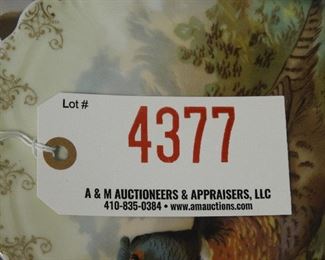 Lot #
4377
A & M AUCTIONEERS & APPRAISERS, LLC
410-835-0384 • www.amauctions.com